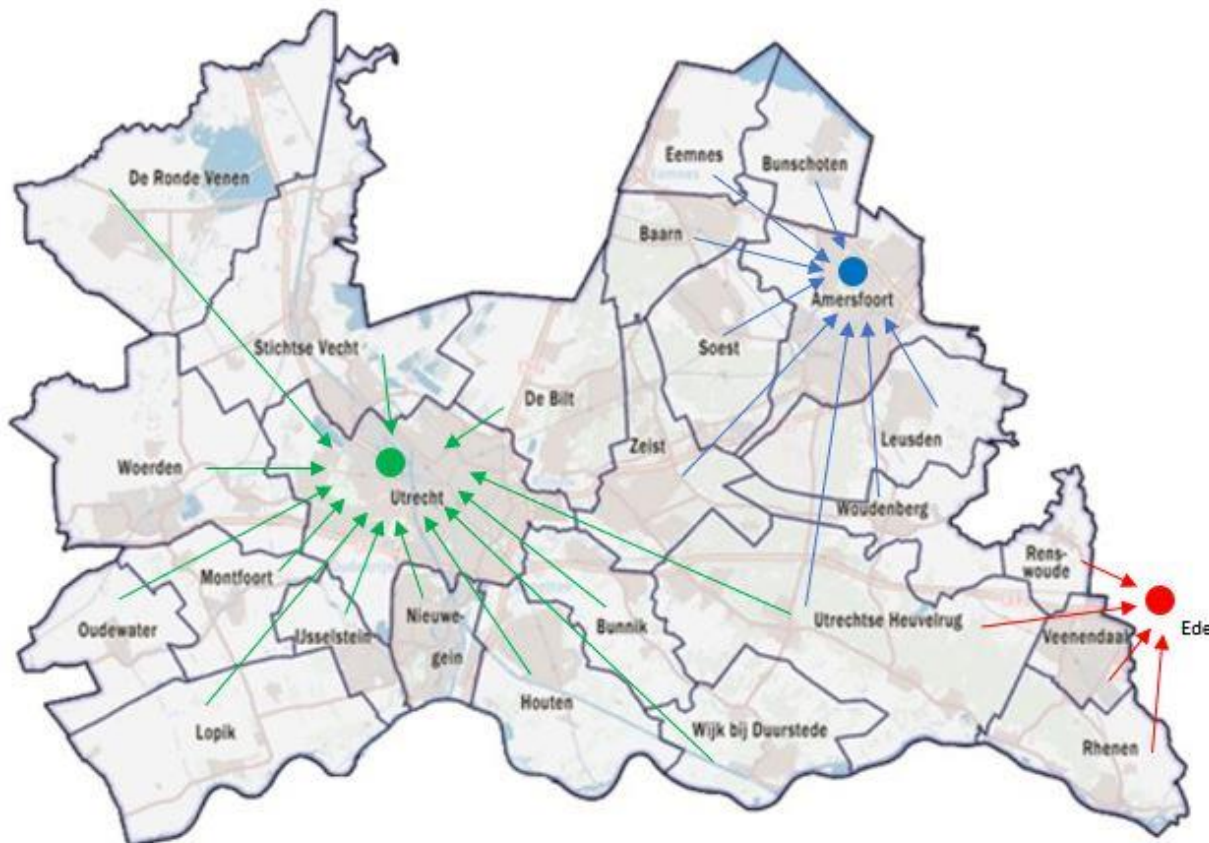 Eemnes
Bunschoten
De Ronde Venen
Baarn
Amersfoort
Stichtse Vecht
Soest
De Bilt
Zeist
Leusden
Woerden
Utrecht
Woudenberg
Rens-
woude
Montfoort
Oudewater
IJsselstein
Nieuwe-
gein
Bunnik
Utrechtse Heuvelrug
Ede
Veenendaal
Houten
Lopik
Wijk bij Duurstede
Rhenen